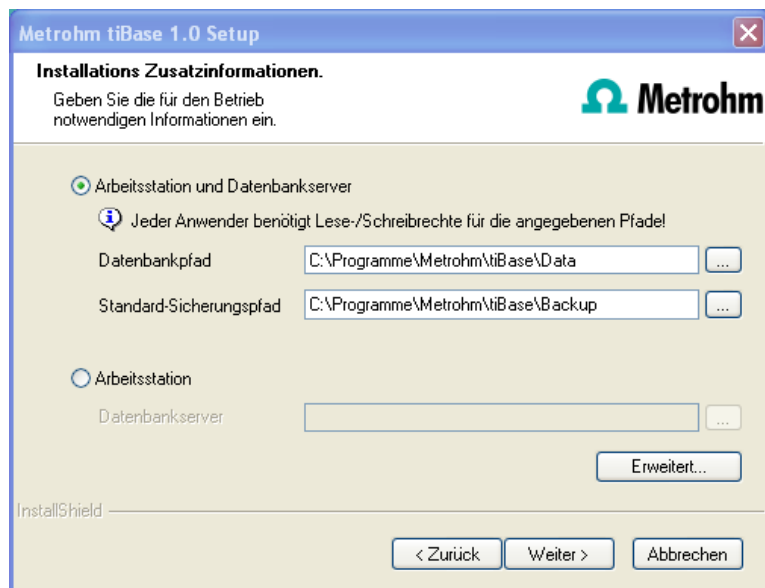 Metrohm tiBase 1.0 Setup
Installations Zusatzinformationen.
Geben Sie die für den Betrieb
notwendigen Informationen ein.
Metrohm
Arbeitsstation und Datenbankserver
Jeder Anwender benötigt Lese-/Schreibrechte für die angegebenen Pfade!
Datenbankpfad C:\Programme\Metrohm\tiBase\Data ...
Standard-Sicherungspfad C:\Programme\Metrohm\tiBase\Backup ...
Arbeitsstation
Datenbankserver ...
Erweitert...
InstallShield
< Zurück Weiter > Abbrechen